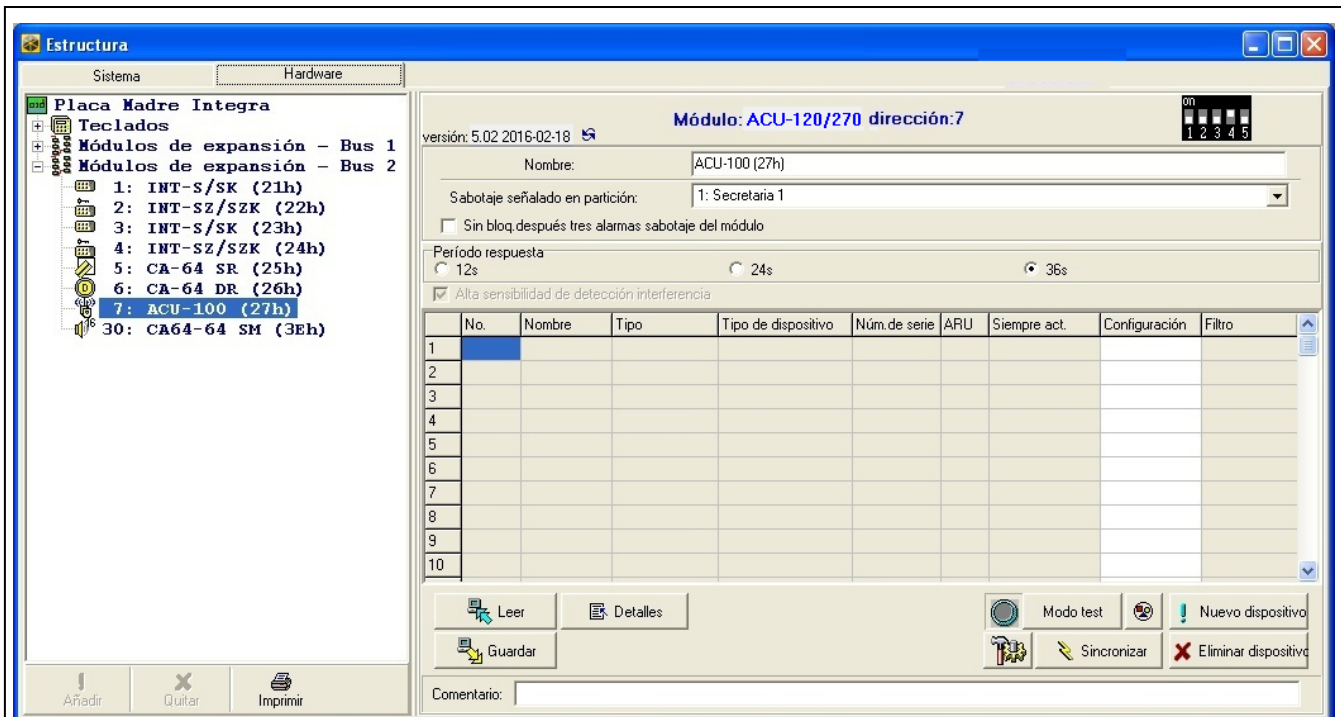 Estructura
Sistema
Hardware
Placa Madre Integra
Teclados
Módulos de expansión – Bus 1
Módulos de expansión – Bus 2
1: INT-S/SK (21h)
2: INT-SZ/SZK (22h)
3: INT-S/SK (23h)
4: INT-SZ/SZK (24h)
5: CA-64 SR (25h)
6: CA-64 DR (26h)
7: ACU-100 (27h)
30: CA64-64 SM (3Eh)
Añadir
Quitar
Imprimir
versión: 5.02 2016-02-18
Módulo: ACU-120/270 dirección:7
on
1 2 3 4 5
Nombre: ACU-100 (27h)
Sabotaje señalado en partición: 1: Secretaria 1
Sin bloq.después tres alarmas sabotaje del módulo
Período respuesta
12s 24s 36s
Alta sensibilidad de detección interferencia
No. Nombre Tipo Tipo de dispositivo Núm.de serie ARU Siempre act. Configuración Filtro
1
2
3
4
5
6
7
8
9
10
Leer
Detalles
Modo test
Nuevo dispositivo
Guardar
Sincronizar
Eliminar dispositivo
Comentario: